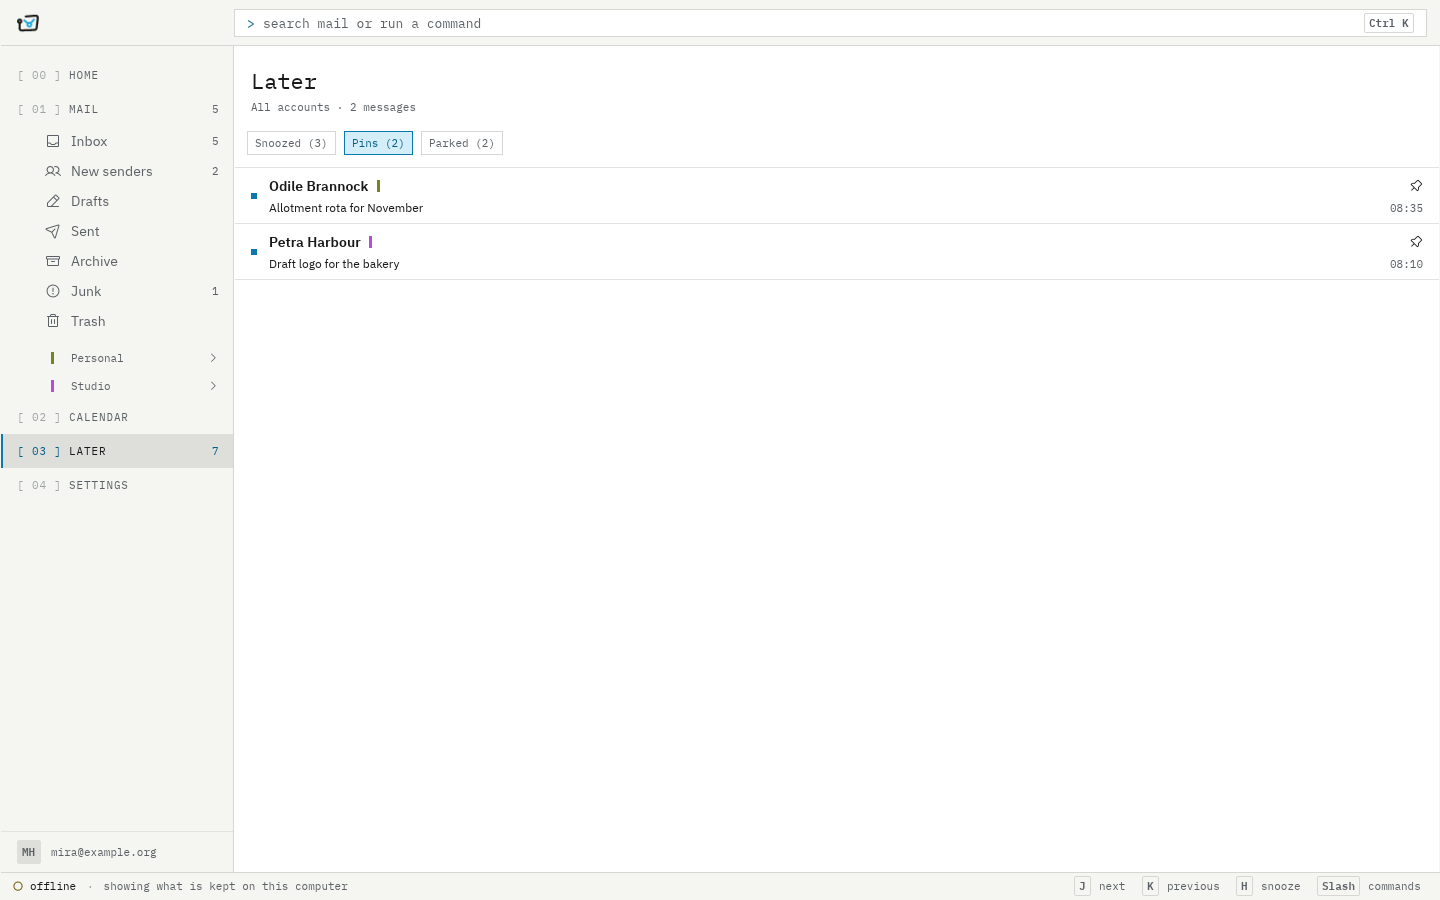 > search mail or run a command Ctrl K
[ 00 ] HOME
[ 01 ] MAIL 5
Inbox 5
New senders 2
Drafts
Sent
Archive
Junk 1
Trash
Personal
Studio
[ 02 ] CALENDAR
[ 03 ] LATER 7
[ 04 ] SETTINGS
MH mira@example.org
Later
All accounts · 2 messages
Snoozed (3) Pins (2) Parked (2)
Odile Brannock
Allotment rota for November 08:35
Petra Harbour
Draft logo for the bakery 08:10
offline · showing what is kept on this computer J next K previous H snooze Slash commands